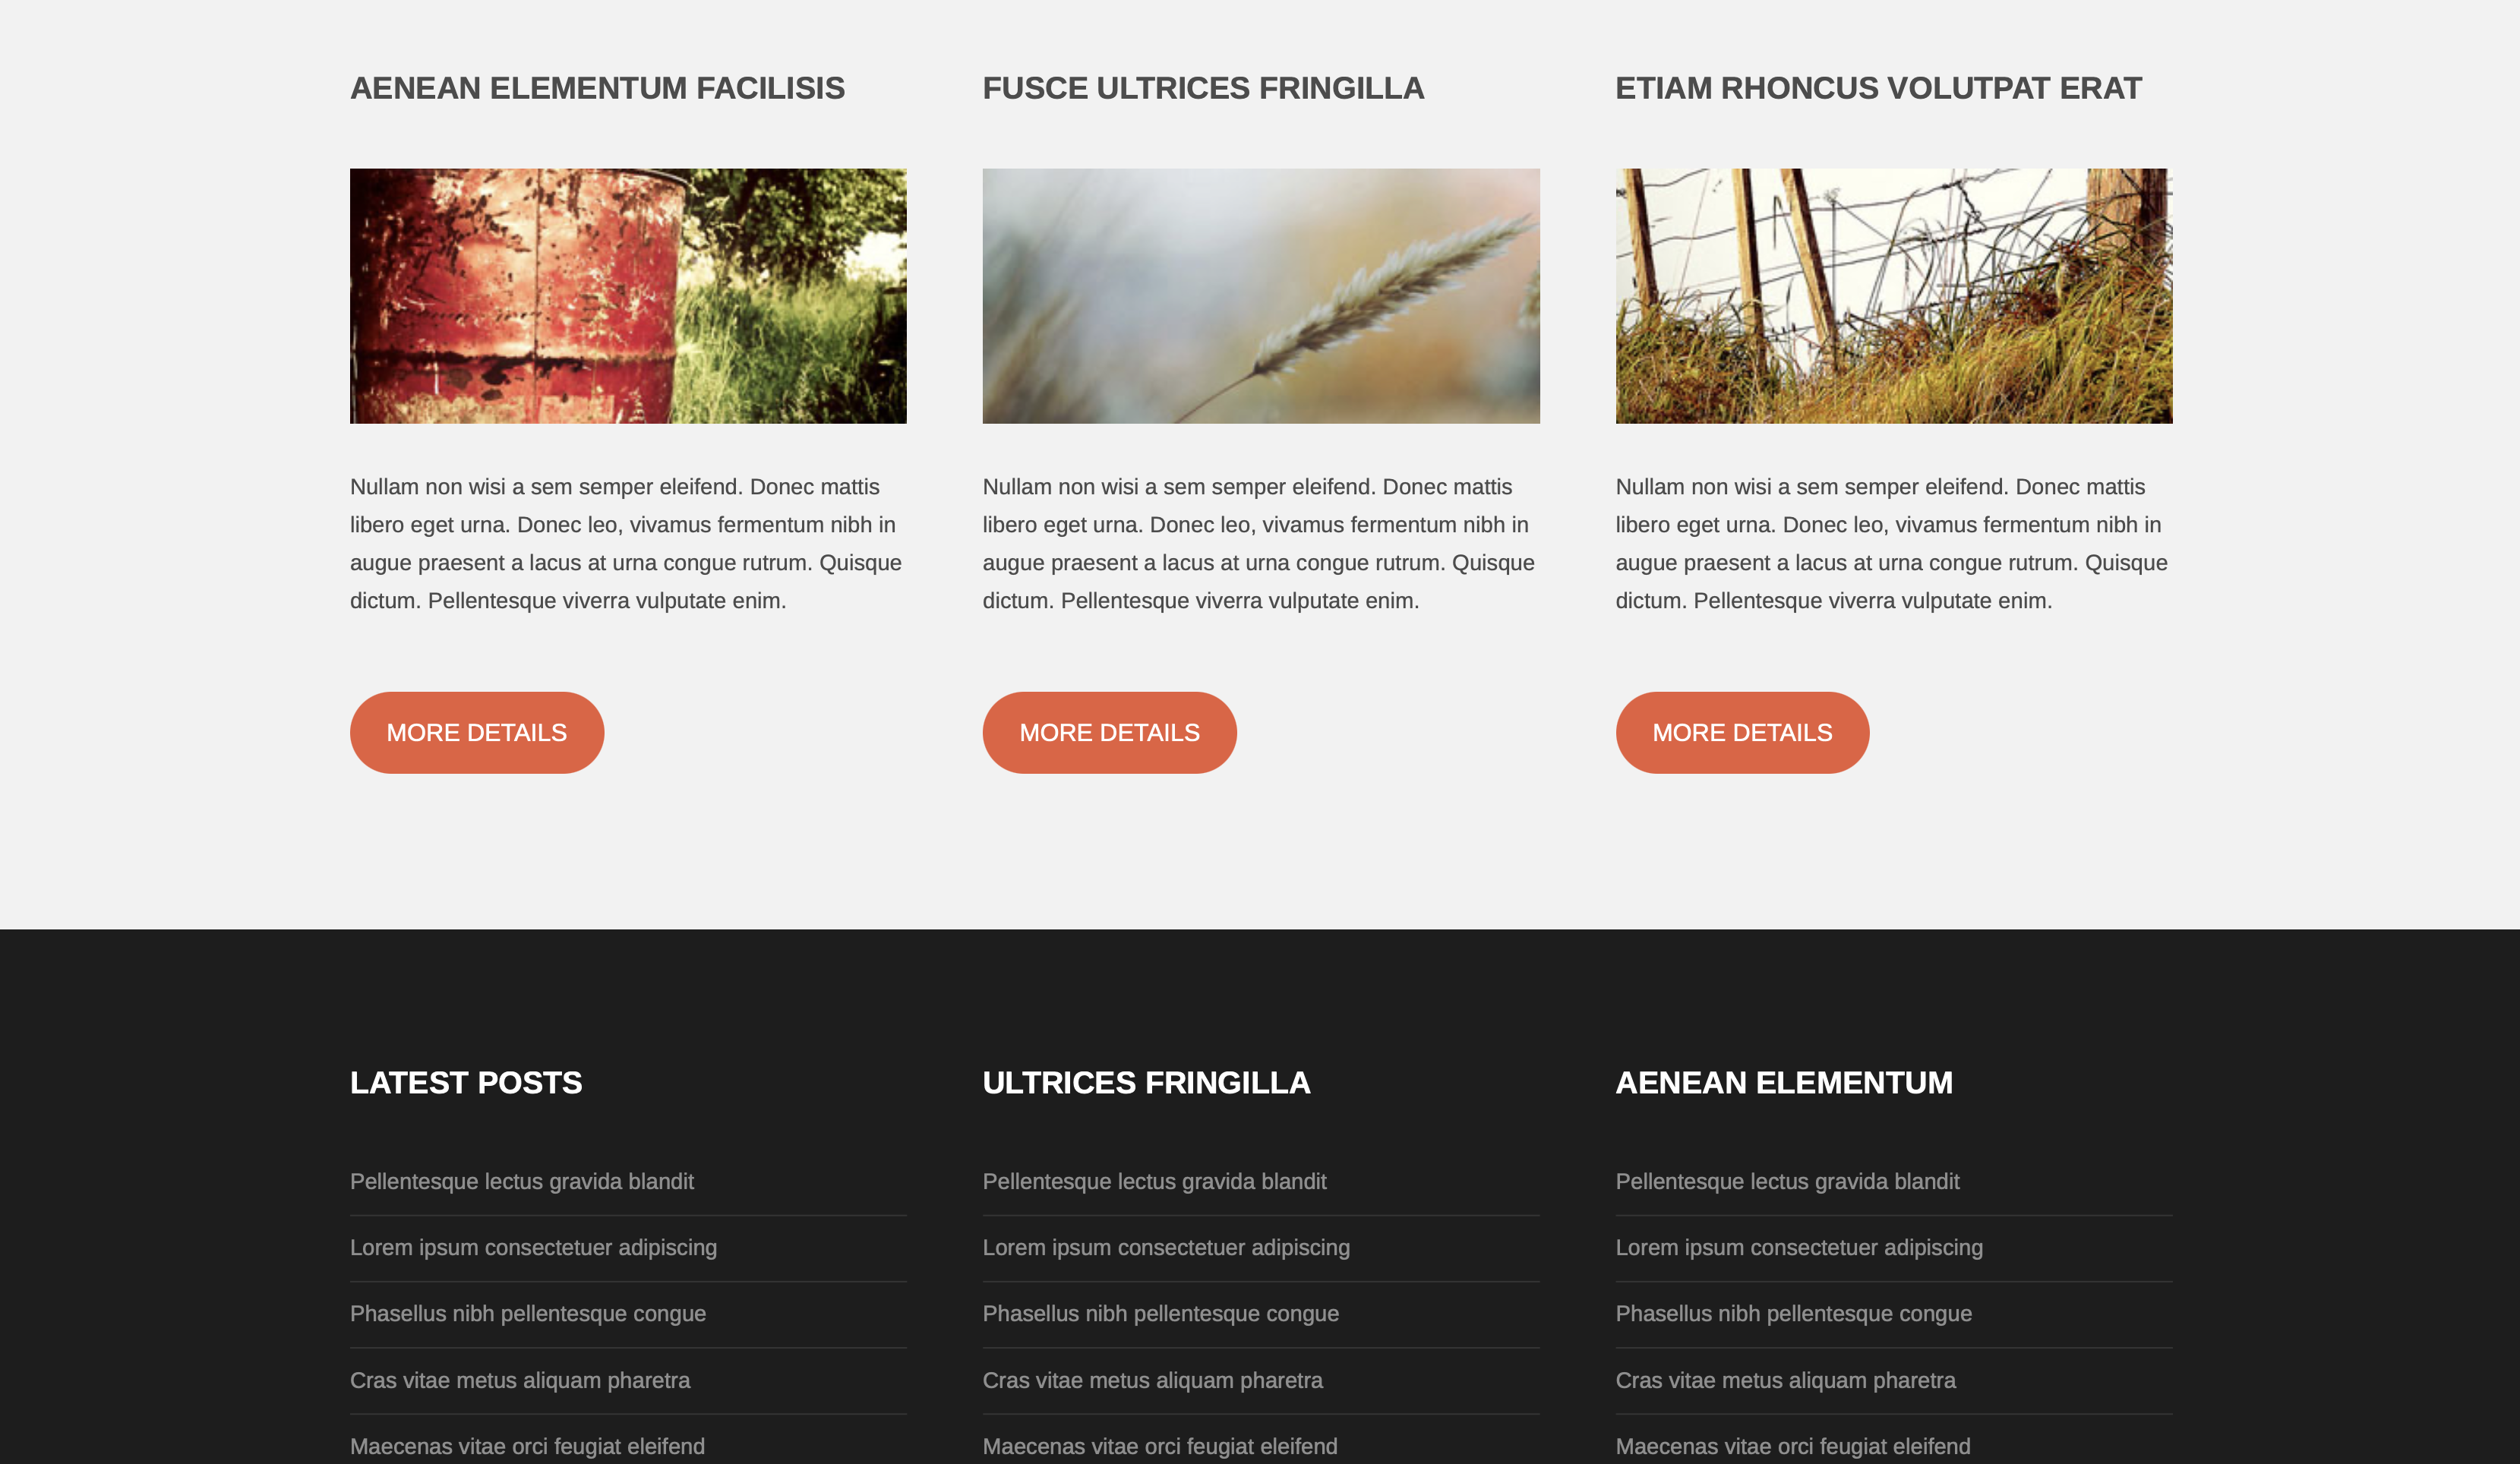 AENEAN ELEMENTUM FACILISIS
Nullam non wisi a sem semper eleifend. Donec mattis
libero eget urna. Donec leo, vivamus fermentum nibh in
augue praesent a lacus at urna congue rutrum. Quisque
dictum. Pellentesque viverra vulputate enim.
MORE DETAILS
FUSCE ULTRICES FRINGILLA
Nullam non wisi a sem semper eleifend. Donec mattis
libero eget urna. Donec leo, vivamus fermentum nibh in
augue praesent a lacus at urna congue rutrum. Quisque
dictum. Pellentesque viverra vulputate enim.
MORE DETAILS
ETIAM RHONCUS VOLUTPAT ERAT
Nullam non wisi a sem semper eleifend. Donec mattis
libero eget urna. Donec leo, vivamus fermentum nibh in
augue praesent a lacus at urna congue rutrum. Quisque
dictum. Pellentesque viverra vulputate enim.
MORE DETAILS
LATEST POSTS
Pellentesque lectus gravida blandit
Lorem ipsum consectetuer adipiscing
Phasellus nibh pellentesque congue
Cras vitae metus aliquam pharetra
Maecenas vitae orci feugiat eleifend
ULTRICES FRINGILLA
Pellentesque lectus gravida blandit
Lorem ipsum consectetuer adipiscing
Phasellus nibh pellentesque congue
Cras vitae metus aliquam pharetra
Maecenas vitae orci feugiat eleifend
AENEAN ELEMENTUM
Pellentesque lectus gravida blandit
Lorem ipsum consectetuer adipiscing
Phasellus nibh pellentesque congue
Cras vitae metus aliquam pharetra
Maecenas vitae orci feugiat eleifend